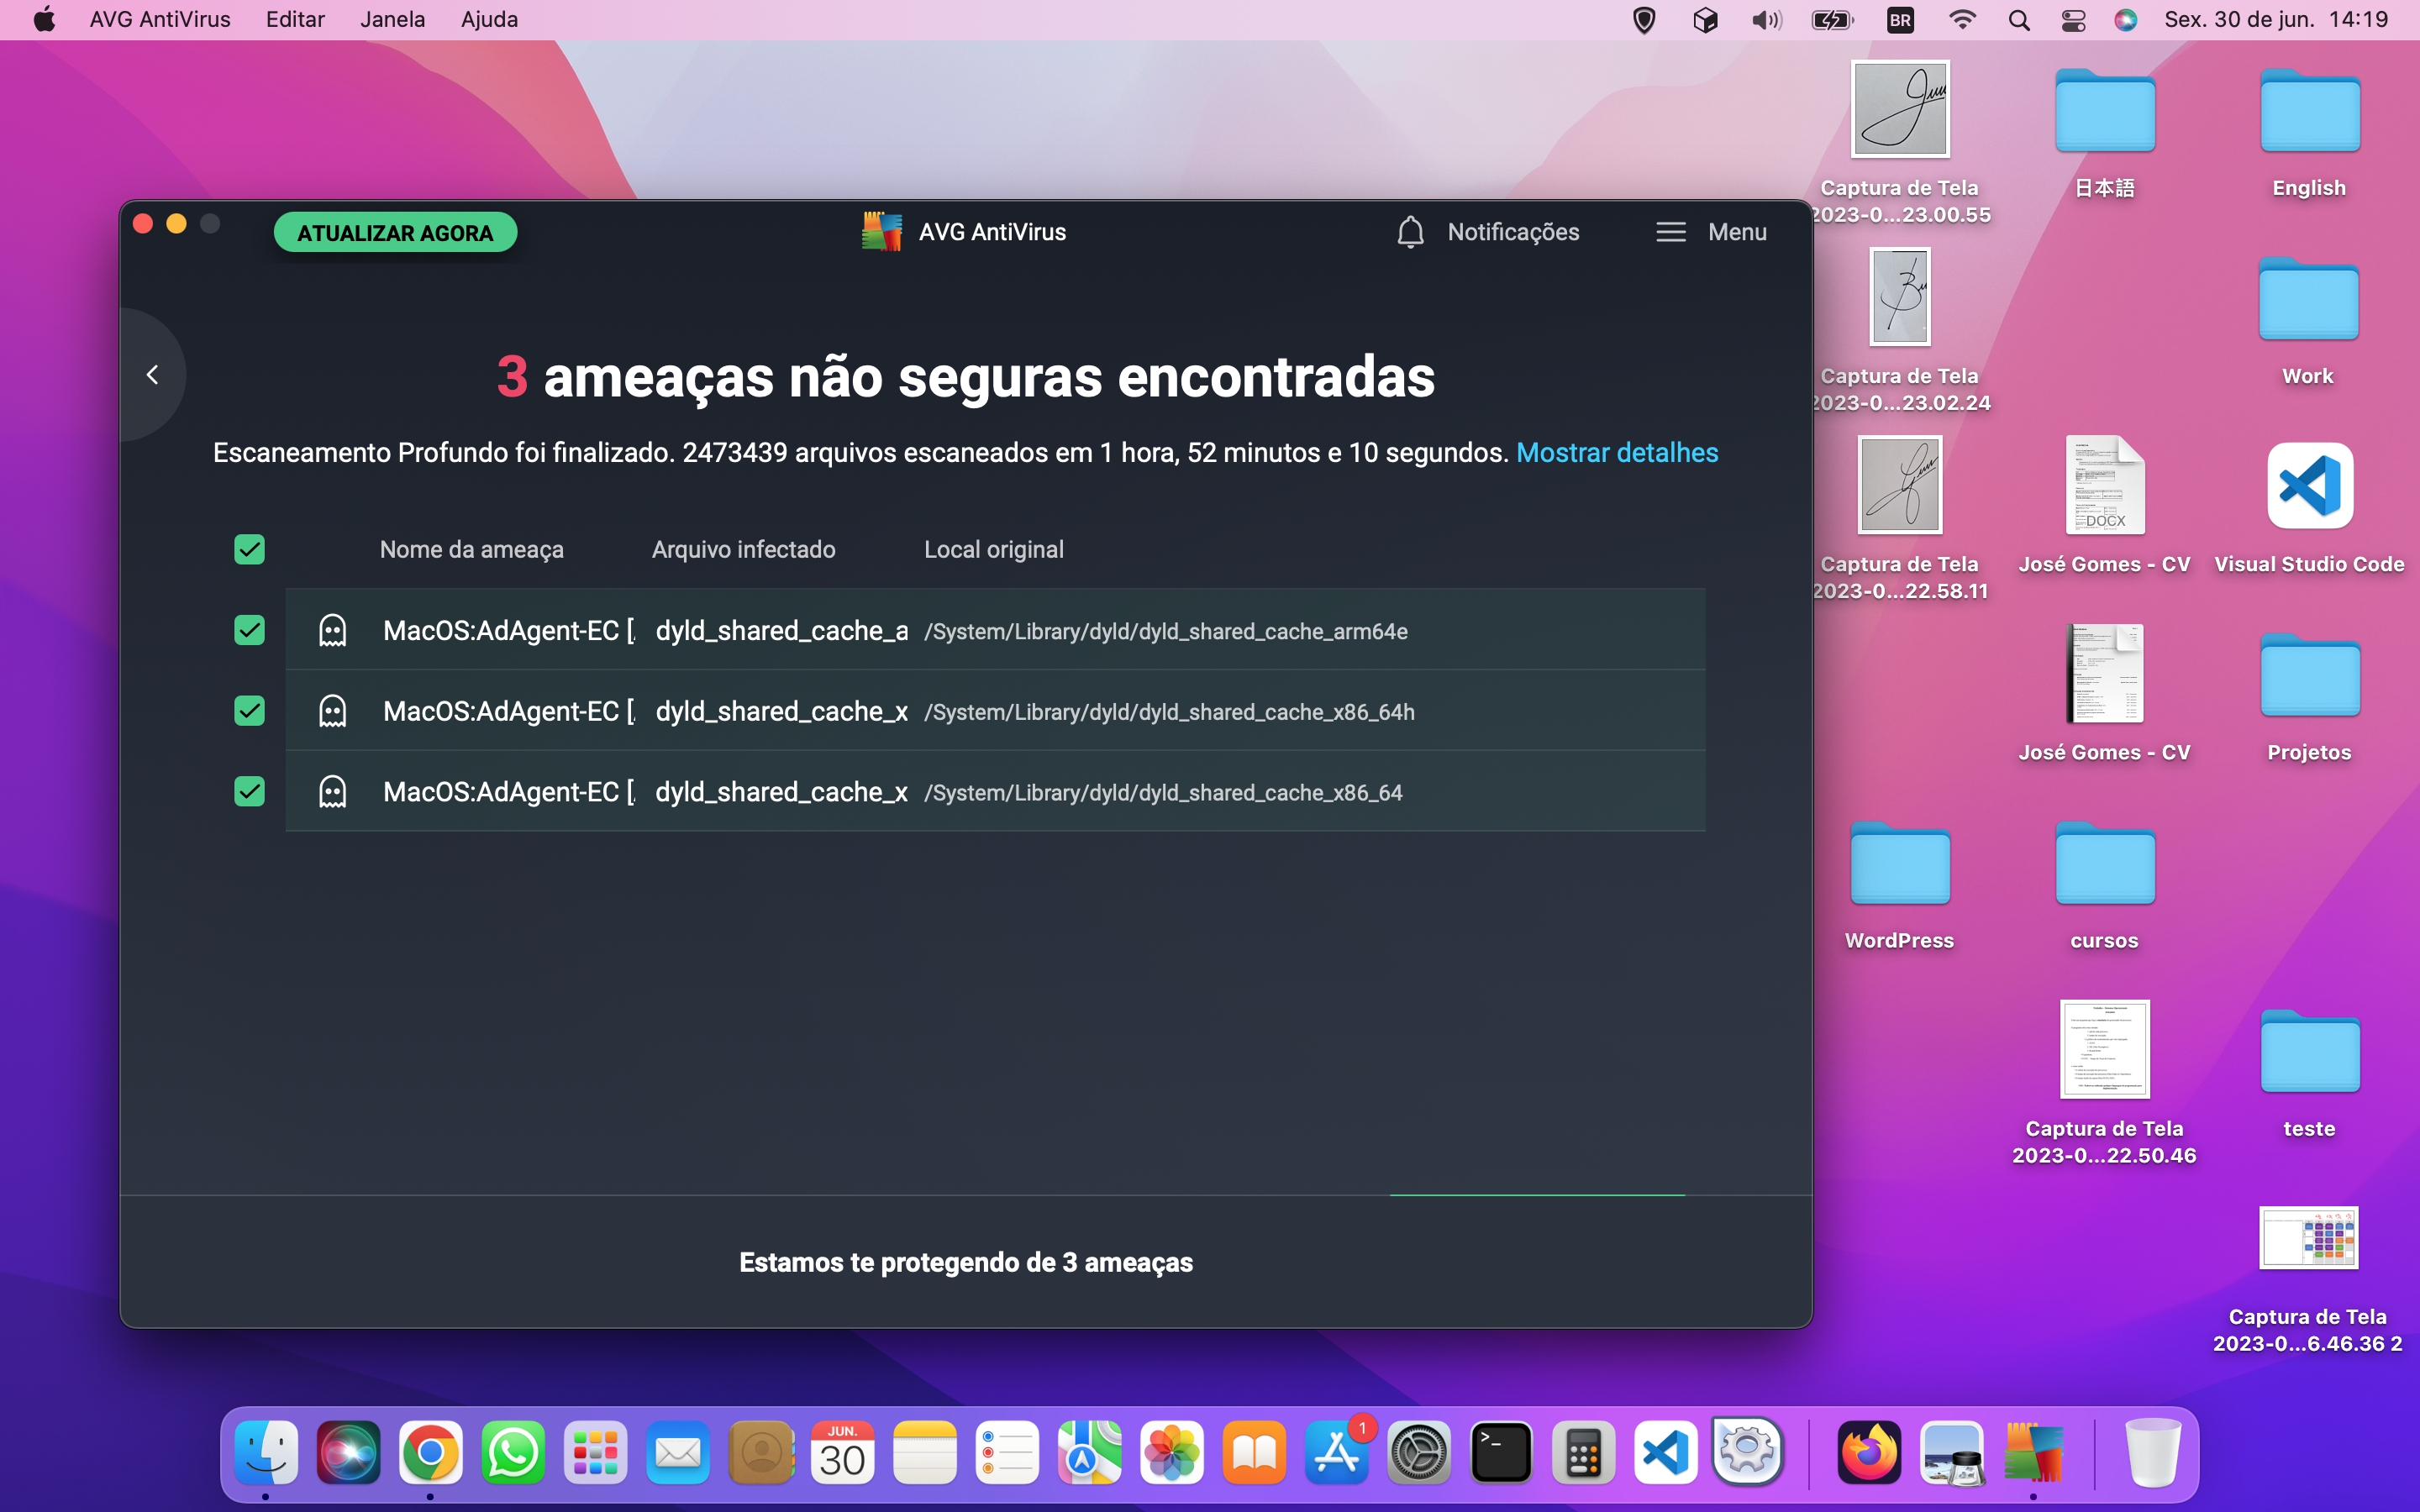 AVG AntiVirus Editar Janela Ajuda BR Sex. 30 de jun. 14:19
ATUALIZAR AGORA AVG AntiVirus Notificações Menu
3 ameaças não seguras encontradas
Escaneamento Profundo foi finalizado. 2473439 arquivos escaneados em 1 hora, 52 minutos e 10 segundos. Mostrar detalhes
Nome da ameaça Arquivo infectado Local original
MacOS:AdAgent-EC [ dyld_shared_cache_a /System/Library/dyld/dyld_shared_cache_arm64e
MacOS:AdAgent-EC [ dyld_shared_cache_x /System/Library/dyld/dyld_shared_cache_x86_64h
MacOS:AdAgent-EC [ dyld_shared_cache_x /System/Library/dyld/dyld_shared_cache_x86_64
Estamos te protegendo de 3 ameaças
Captura de Tela
2023-0...23.00.55
日本語
English
Captura de Tela
2023-0...23.02.24
Work
Captura de Tela
2023-0...22.58.11
DOCX
José Gomes - CV
Visual Studio Code
José Gomes - CV
Projetos
WordPress
cursos
Captura de Tela
2023-0...22.50.46
teste
Captura de Tela
2023-0...6.46.36 2
JUN.
30
1
>_